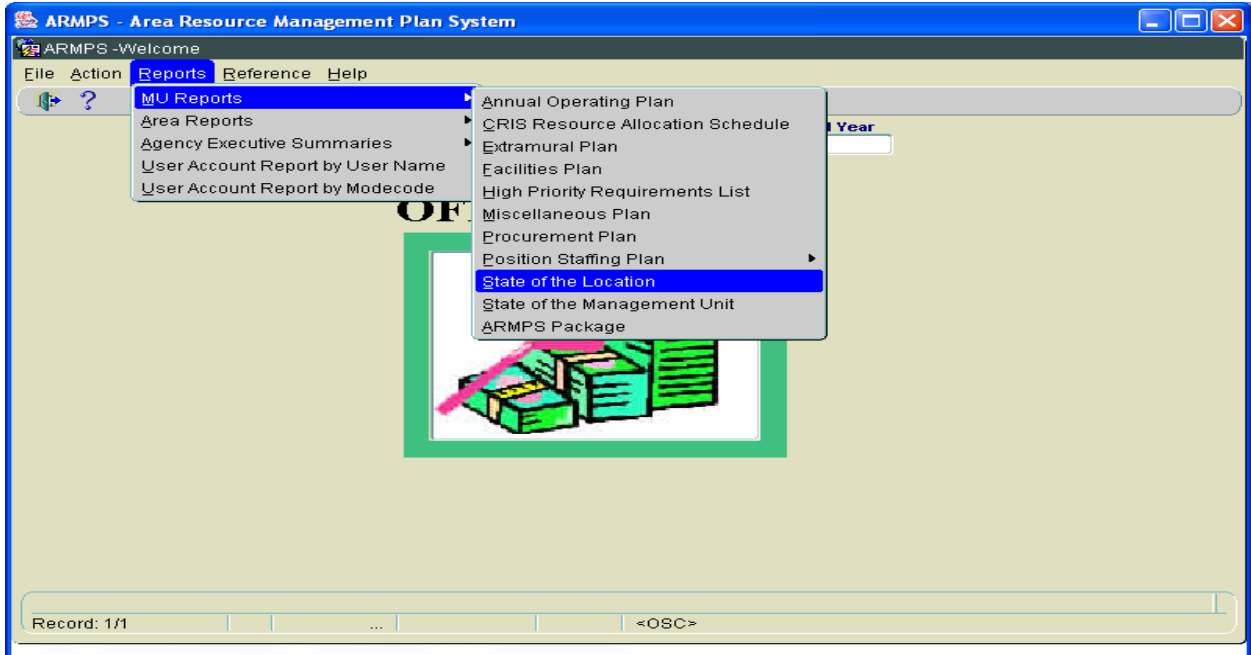 ARMPS - Area Resource Management Plan System
ARMPS -Welcome
File Action Reports Reference Help
MU Reports
Area Reports
Agency Executive Summaries
User Account Report by User Name
User Account Report by Modecode
Annual Operating Plan
CRIS Resource Allocation Schedule
Extramural Plan
Facilities Plan
High Priority Requirements List
Miscellaneous Plan
Procurement Plan
Position Staffing Plan
State of the Location
State of the Management Unit
ARMPS Package
Year
OF
Record: 1/1 ... <OSC>